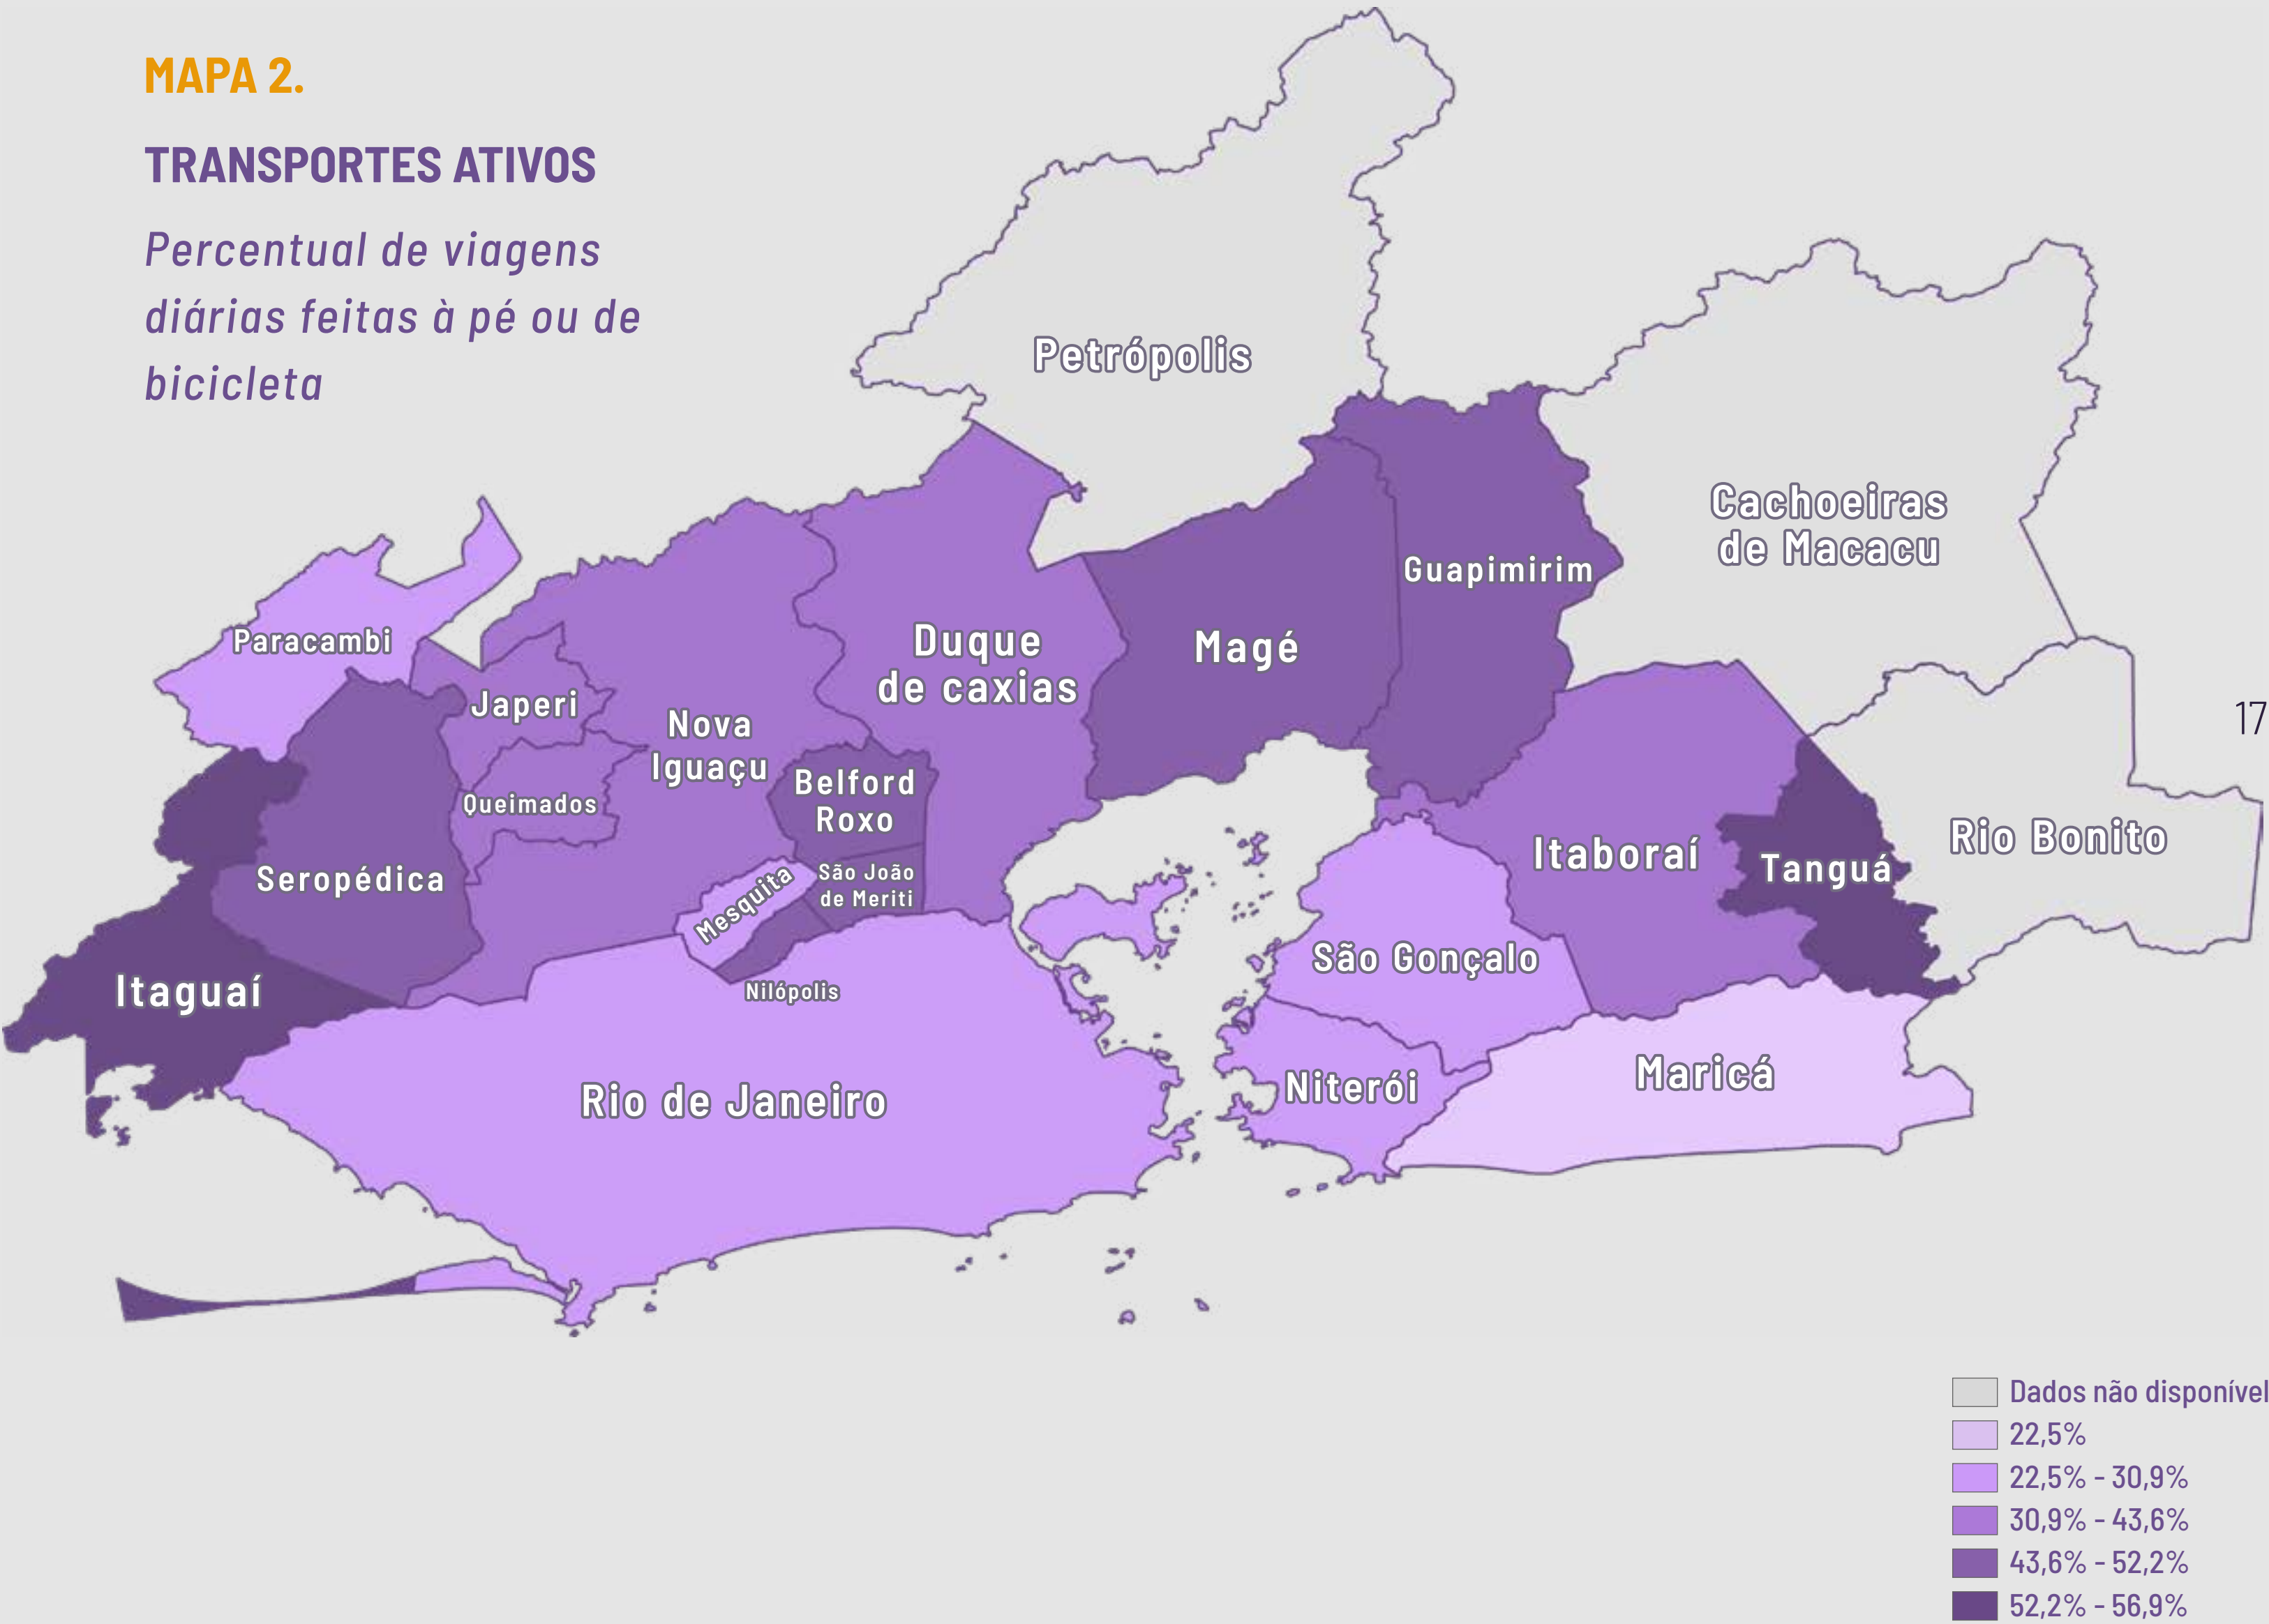 MAPA 2.
TRANSPORTES ATIVOS
Percentual de viagens
diárias feitas à pé ou de
bicicleta
Petrópolis
Cachoeiras
de Macacu
Guapimirim
Paracambi
Duque
de caxias
Magé
Japeri
Nova
Iguaçu
17
Queimados
Belford
Roxo
Rio Bonito
Itaboraí
Tanguá
Seropédica
São João
de Meriti
Mesquita
São Gonçalo
Itaguaí
Nilópolis
Maricá
Niterói
Rio de Janeiro
Dados não disponível
22,5%
22,5% - 30,9%
30,9% - 43,6%
43,6% - 52,2%
52,2% - 56,9%